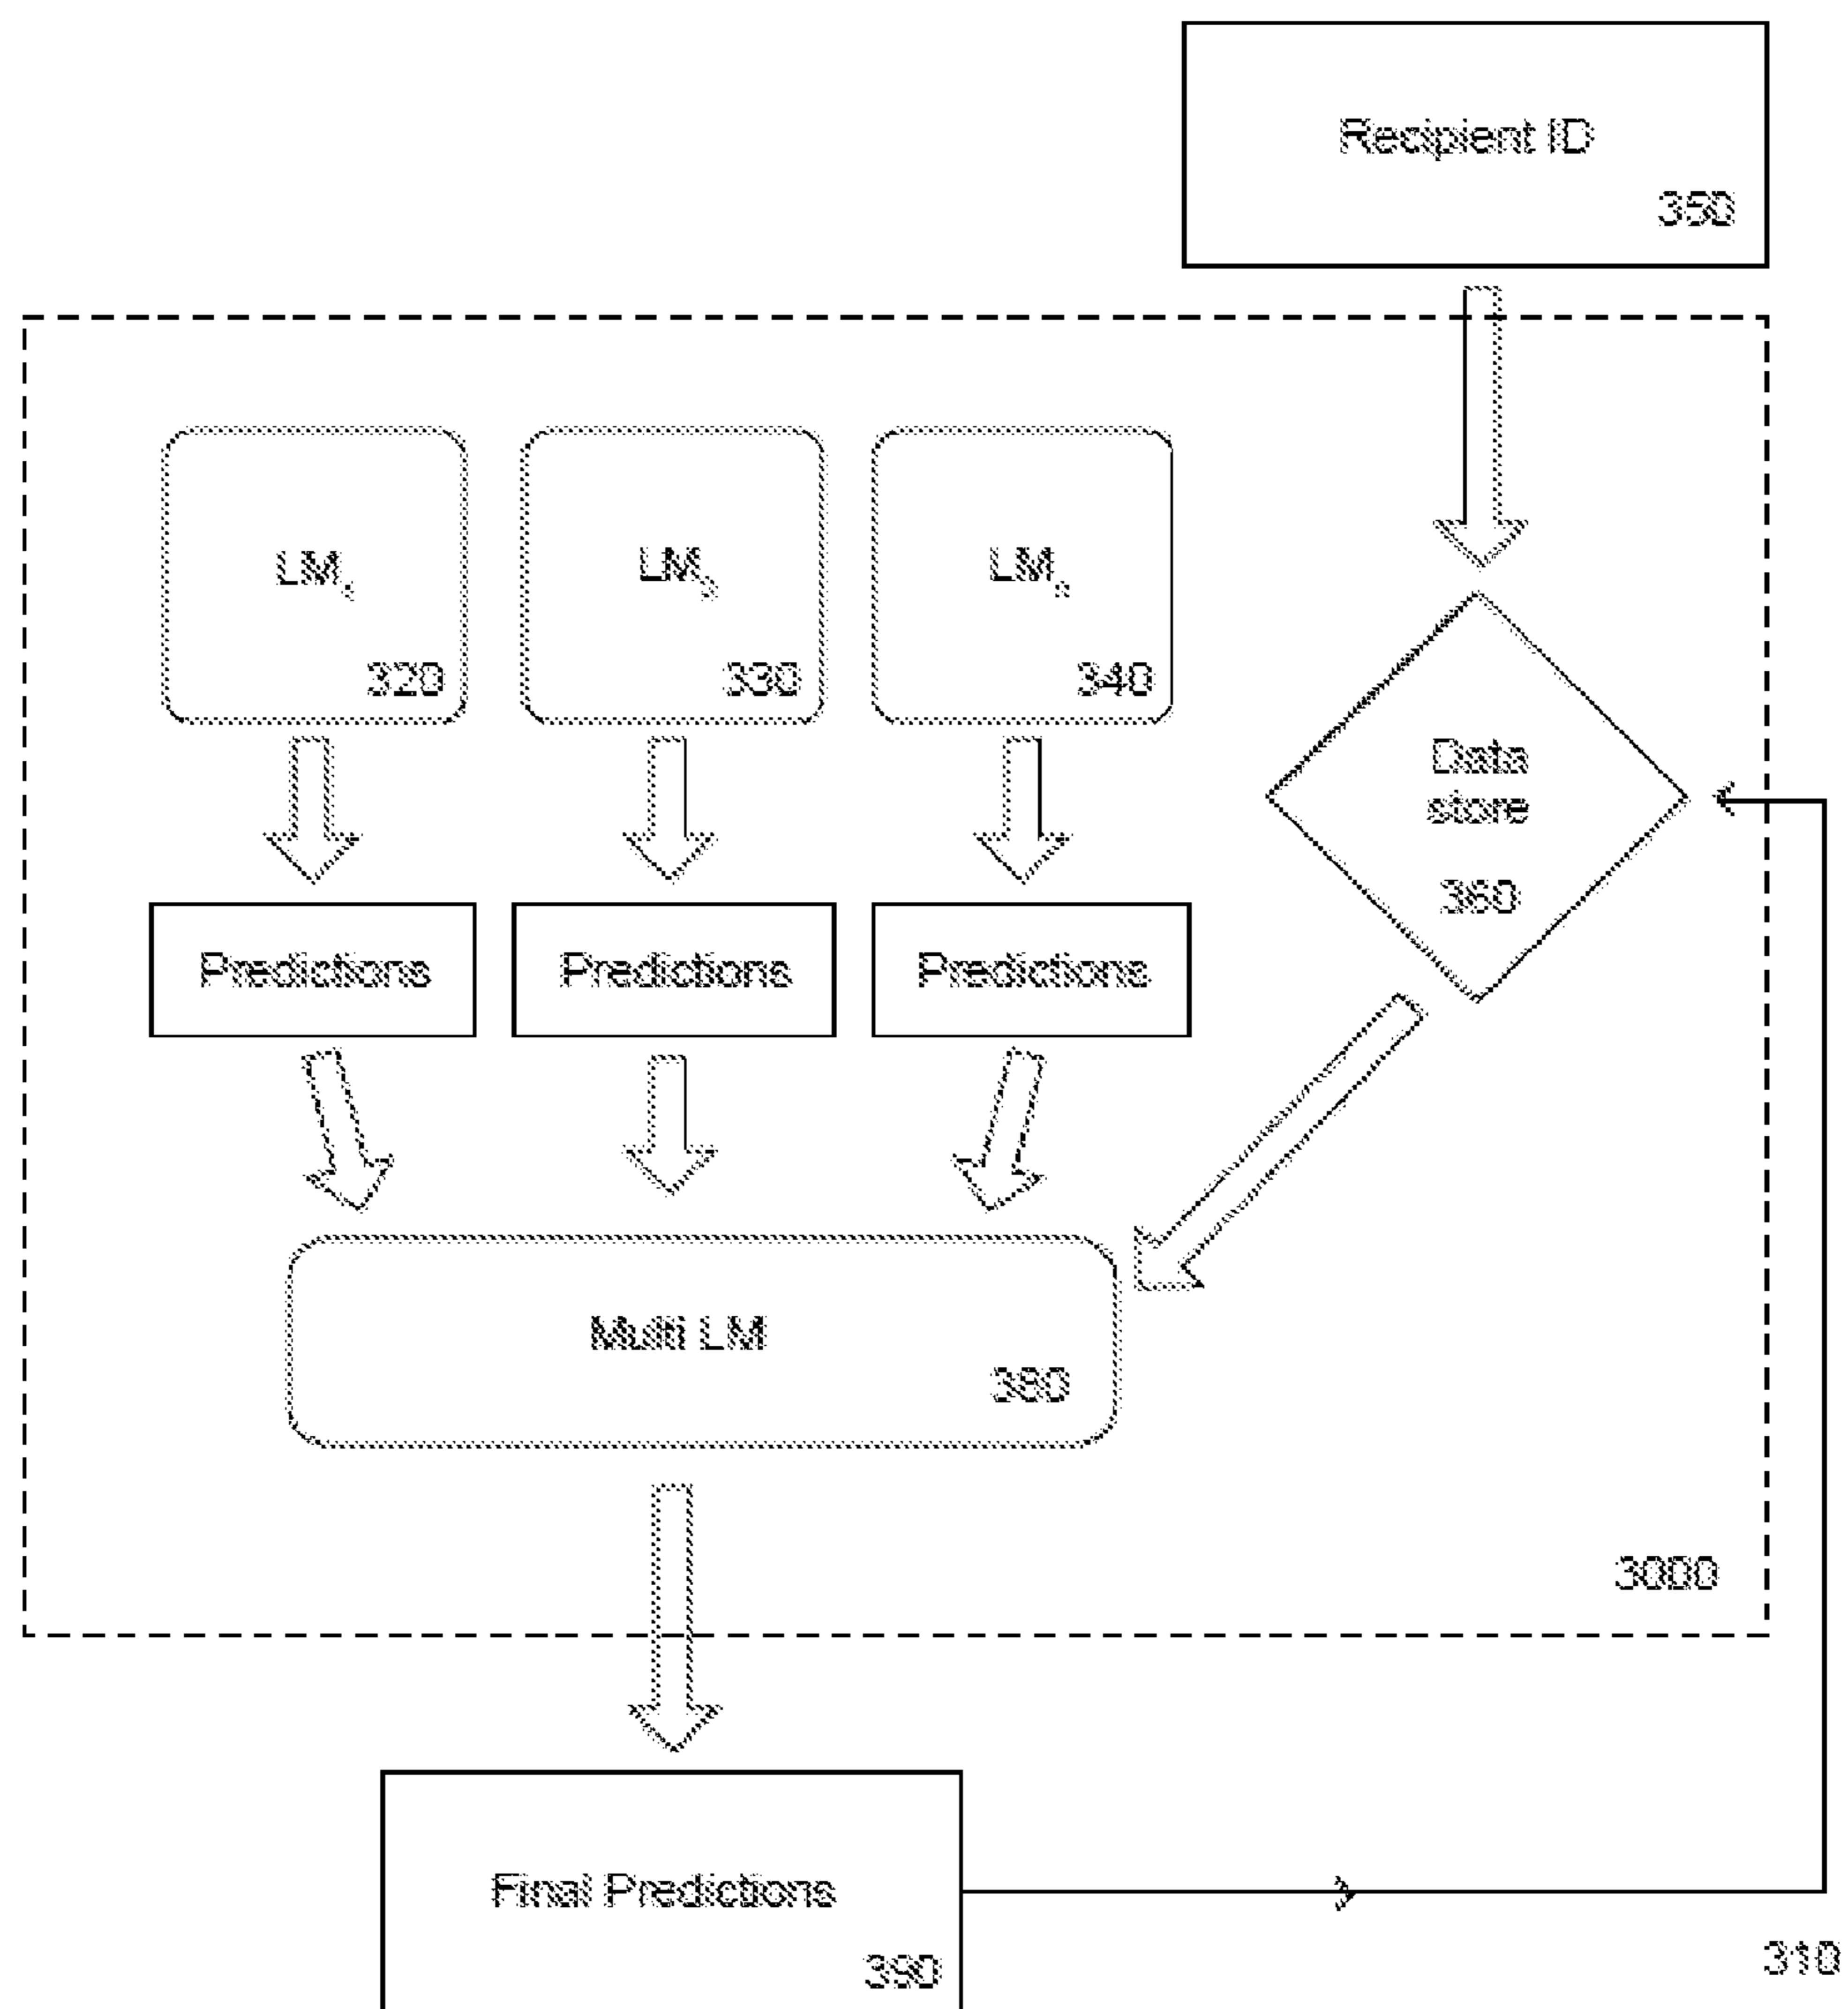 Recipient ID
350
LM₁
320
LM₂
330
LMₙ
340
Data
store
360
Predictions
Predictions
Predictions
Multi LM
380
3000
Final Predictions
390
310